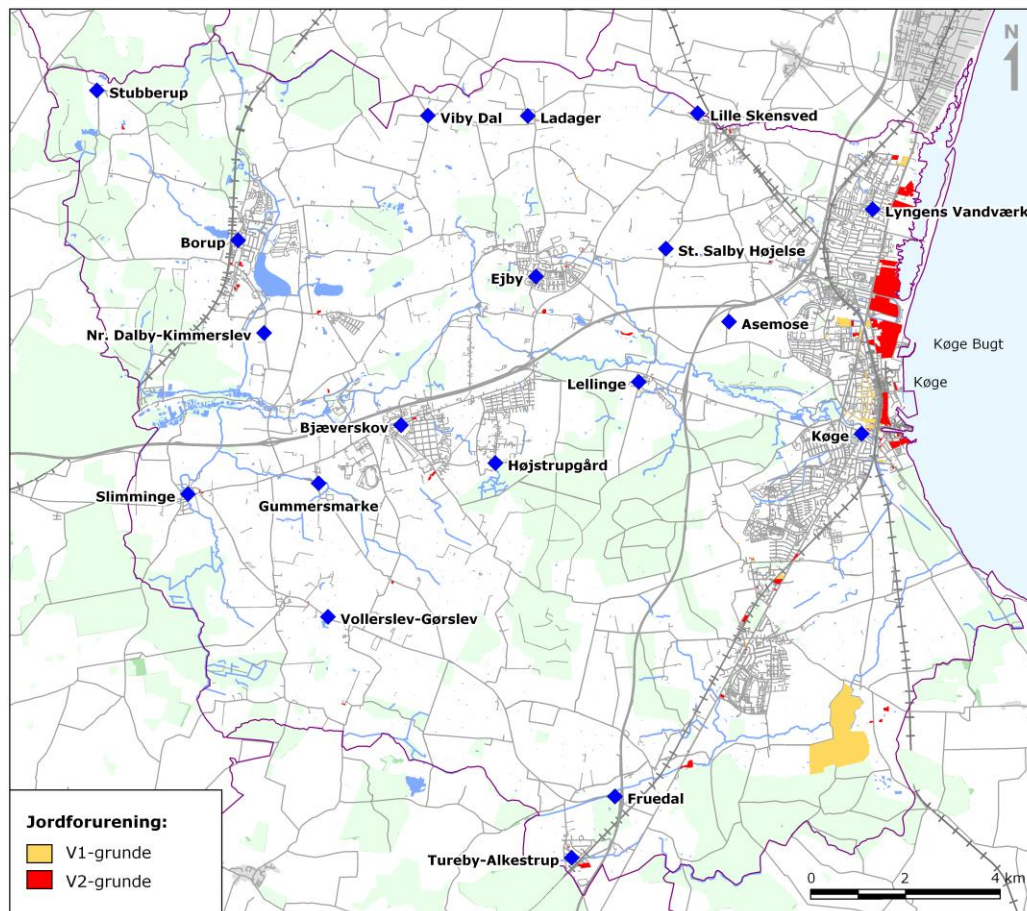 N
Stubberup
Viby Dal
Ladager
Lille Skensved
Lyngens Vandværk
Borup
St. Salby Højelse
Ejby
Asemose
Nr. Dalby-Kimmerslev
Køge Bugt
Lellinge
Køge
Bjæverskov
Køge
Højstrupgård
Slimminge
Gummersmarke
Vollerslev-Gørslev
Fruedal
Tureby-Alkestrup
Jordforurening:
V1-grunde
V2-grunde
0 2 4 km